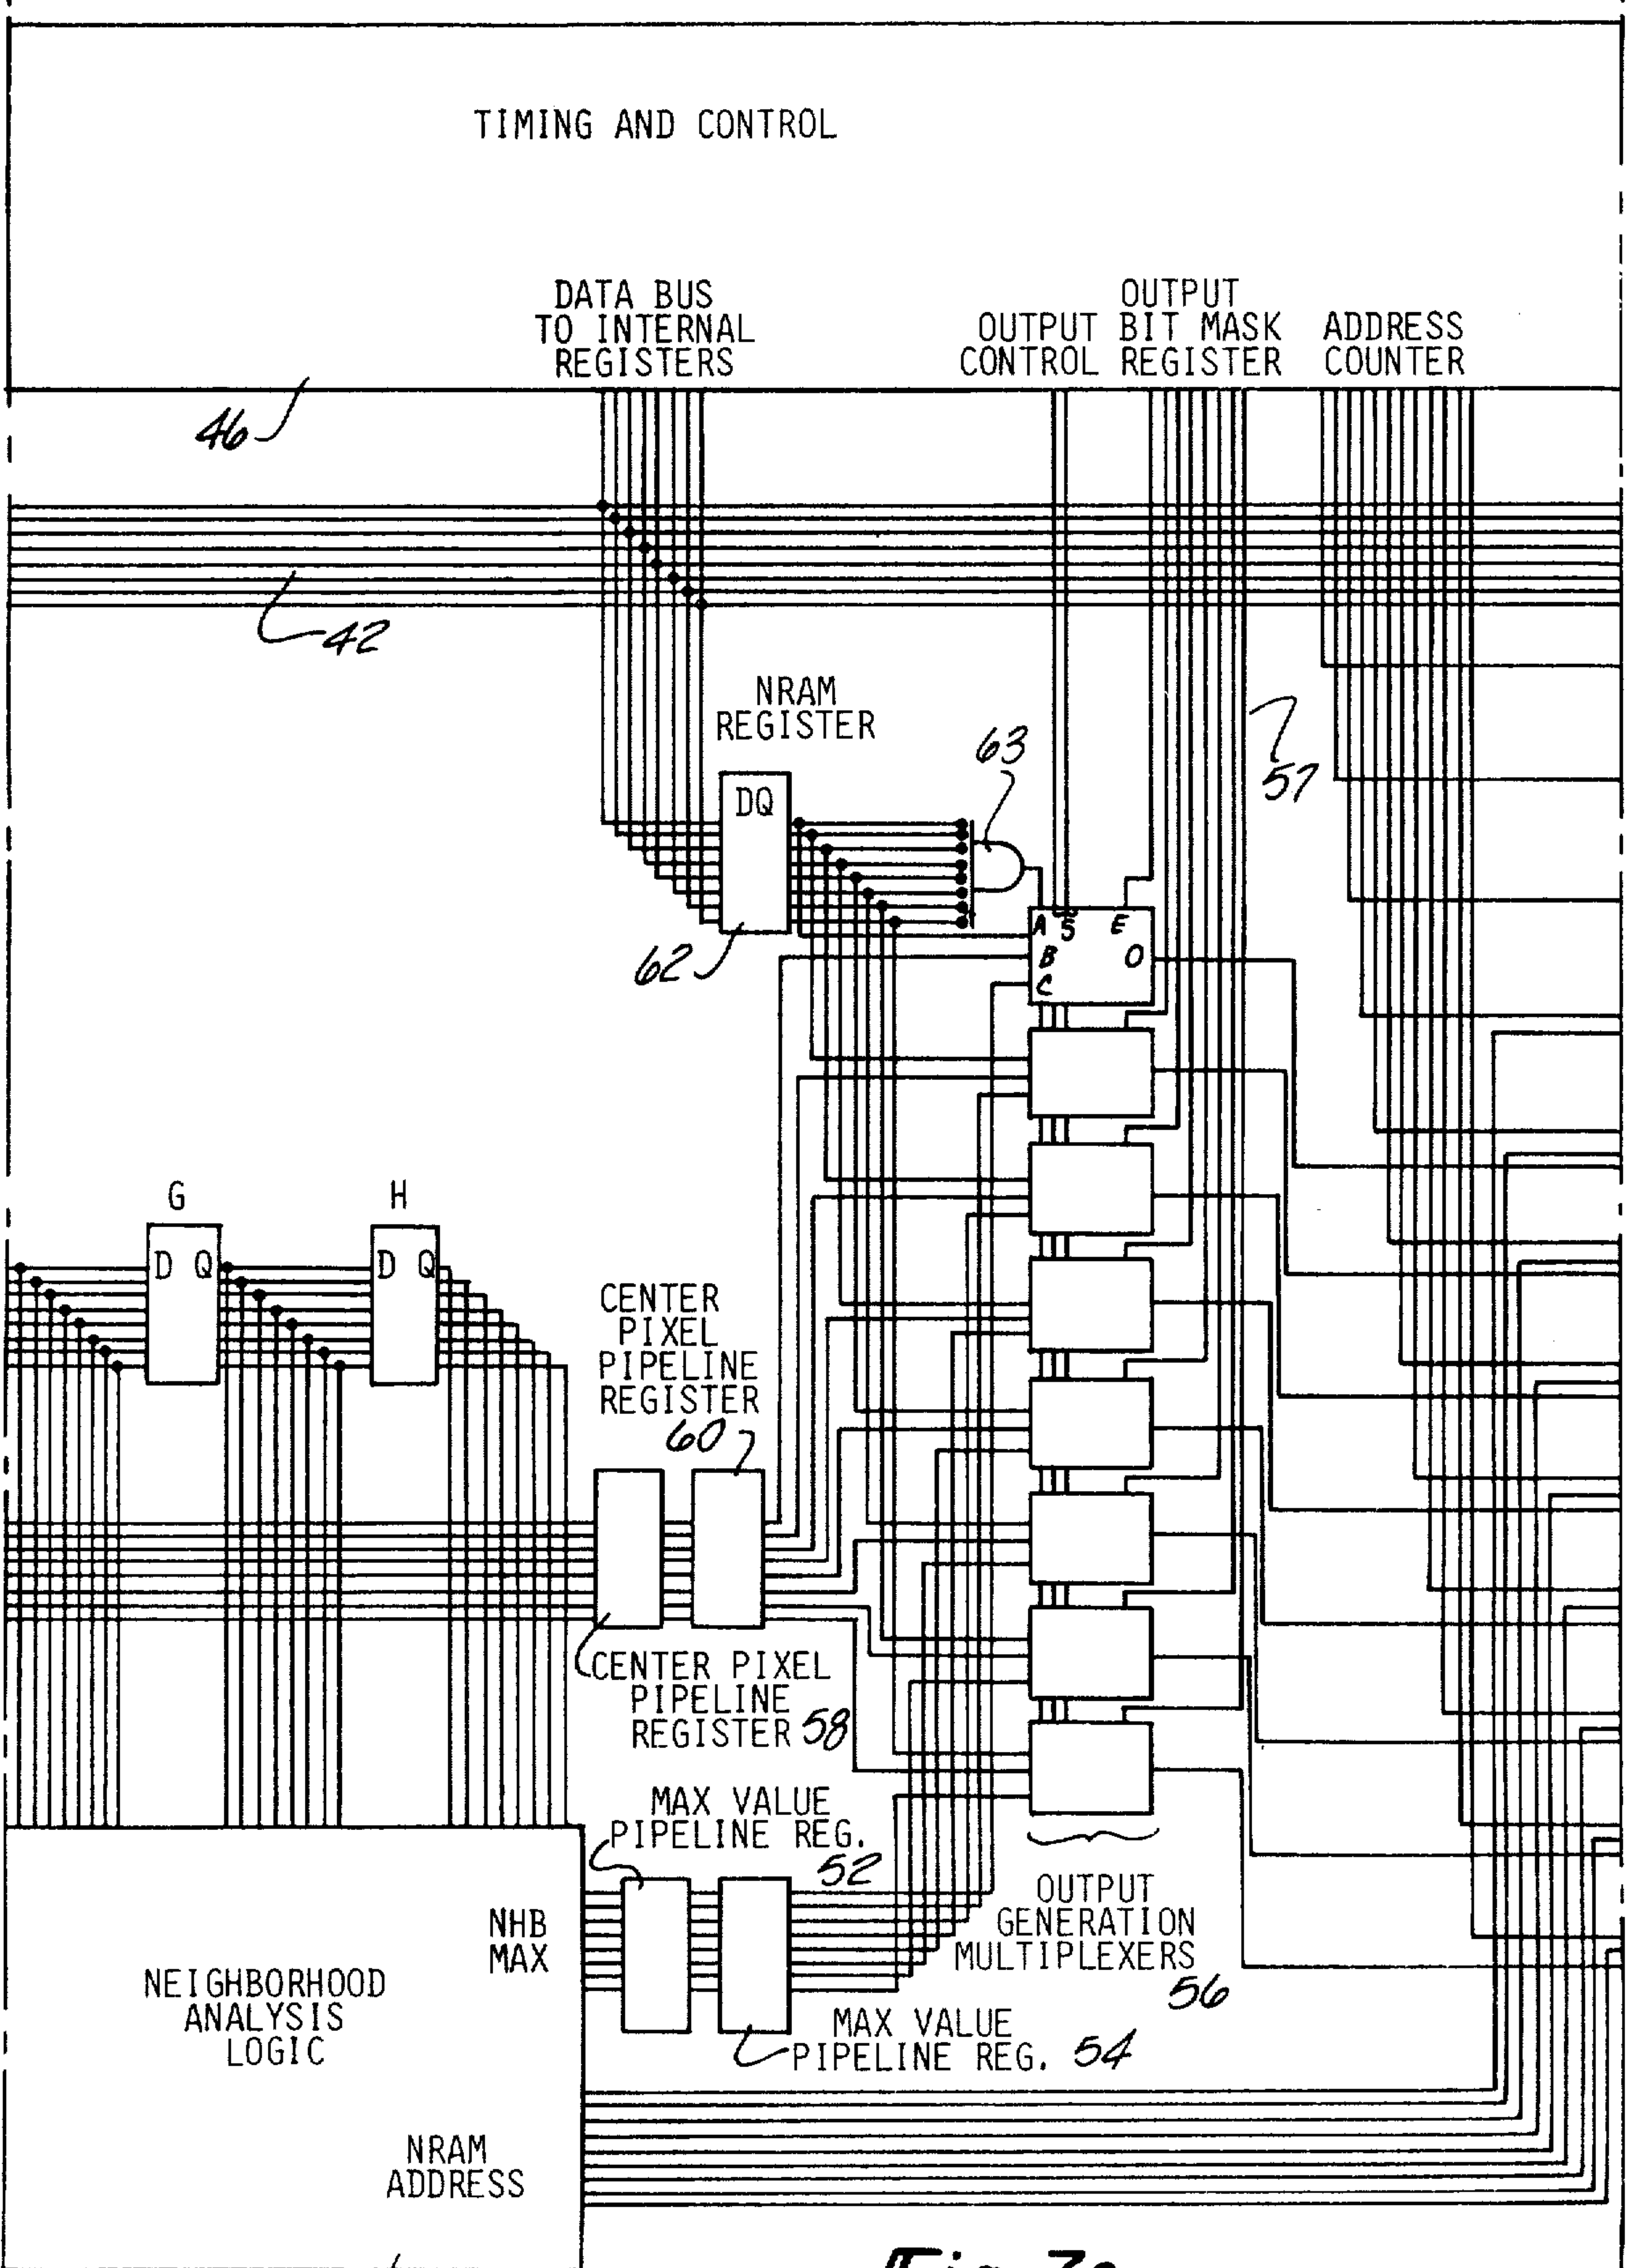 TIMING AND CONTROL
DATA BUS
TO INTERNAL
REGISTERS
OUTPUT
CONTROL
OUTPUT
BIT MASK
REGISTER
ADDRESS
COUNTER
46
42
NRAM
REGISTER
63
57
DQ
62
A S E
B O
C
G
H
D Q
D Q
CENTER
PIXEL
PIPELINE
REGISTER
60
CENTER PIXEL
PIPELINE
REGISTER 58
MAX VALUE
PIPELINE REG.
52
NHB
MAX
OUTPUT
GENERATION
MULTIPLEXERS
56
NEIGHBORHOOD
ANALYSIS
LOGIC
MAX VALUE
PIPELINE REG. 54
NRAM
ADDRESS